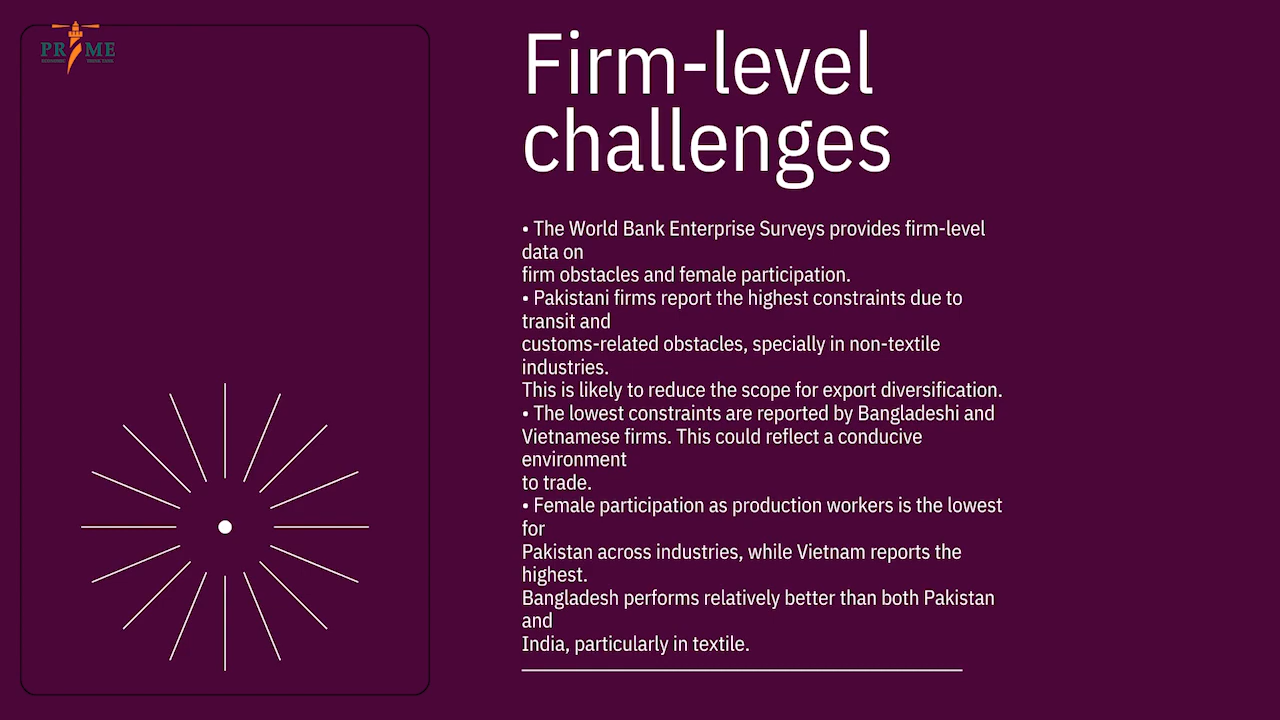 PRIME
Firm-level
challenges
• The World Bank Enterprise Surveys provides firm-level
data on
firm obstacles and female participation.
• Pakistani firms report the highest constraints due to
transit and
customs-related obstacles, specially in non-textile
industries.
This is likely to reduce the scope for export diversification.
• The lowest constraints are reported by Bangladeshi and
Vietnamese firms. This could reflect a conducive
environment
to trade.
• Female participation as production workers is the lowest
for
Pakistan across industries, while Vietnam reports the
highest.
Bangladesh performs relatively better than both Pakistan
and
India, particularly in textile.